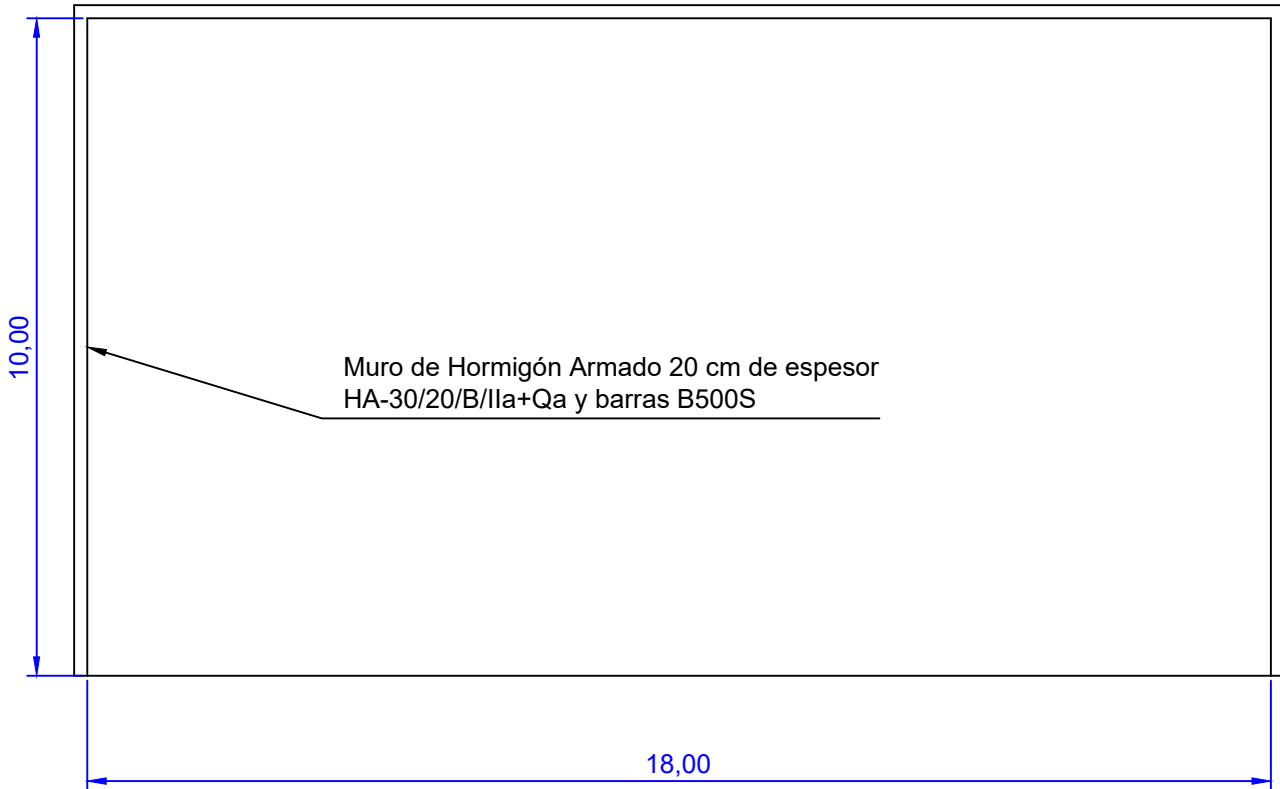 10,00
Muro de Hormigón Armado 20 cm de espesor
HA-30/20/B/IIa+Qa y barras B500S
18,00